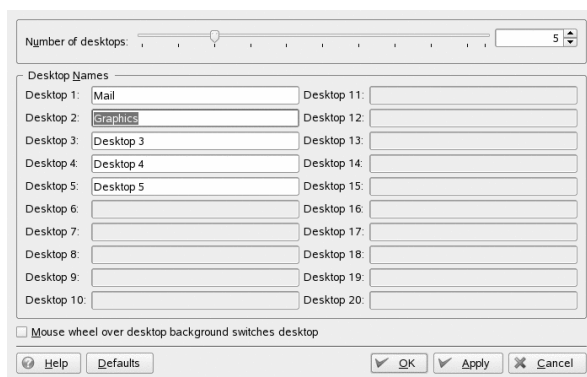 Number of desktops: 5
Desktop Names
Desktop 1: Mail
Desktop 2: Graphics
Desktop 3: Desktop 3
Desktop 4: Desktop 4
Desktop 5: Desktop 5
Desktop 6:
Desktop 7:
Desktop 8:
Desktop 9:
Desktop 10:
Desktop 11:
Desktop 12:
Desktop 13:
Desktop 14:
Desktop 15:
Desktop 16:
Desktop 17:
Desktop 18:
Desktop 19:
Desktop 20:
Mouse wheel over desktop background switches desktop
Help Defaults OK Apply Cancel